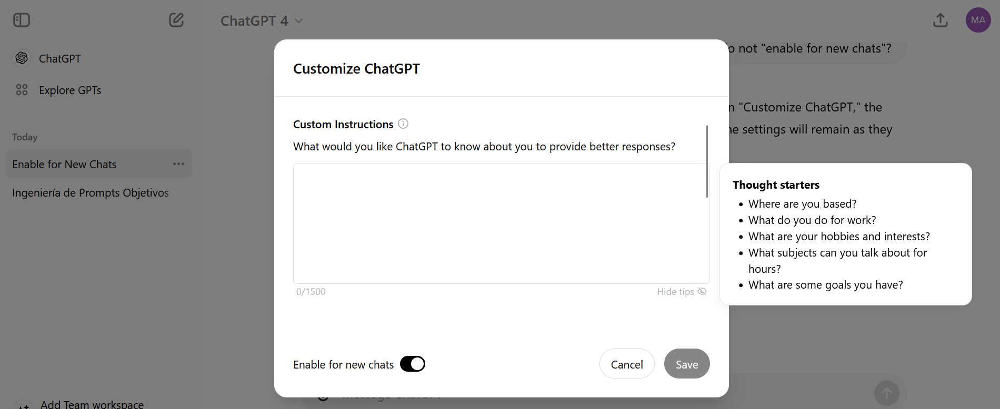 ChatGPT 4
MA
ChatGPT
Explore GPTs
Today
Enable for New Chats
Ingeniería de Prompts Objetivos
Add Team workspace
not "enable for new chats"?
"Customize ChatGPT," the
settings will remain as they
Customize ChatGPT
Custom Instructions
What would you like ChatGPT to know about you to provide better responses?
0/1500
Hide tips
Thought starters
Where are you based?
What do you do for work?
What are your hobbies and interests?
What subjects can you talk about for
hours?
What are some goals you have?
Enable for new chats
Cancel
Save